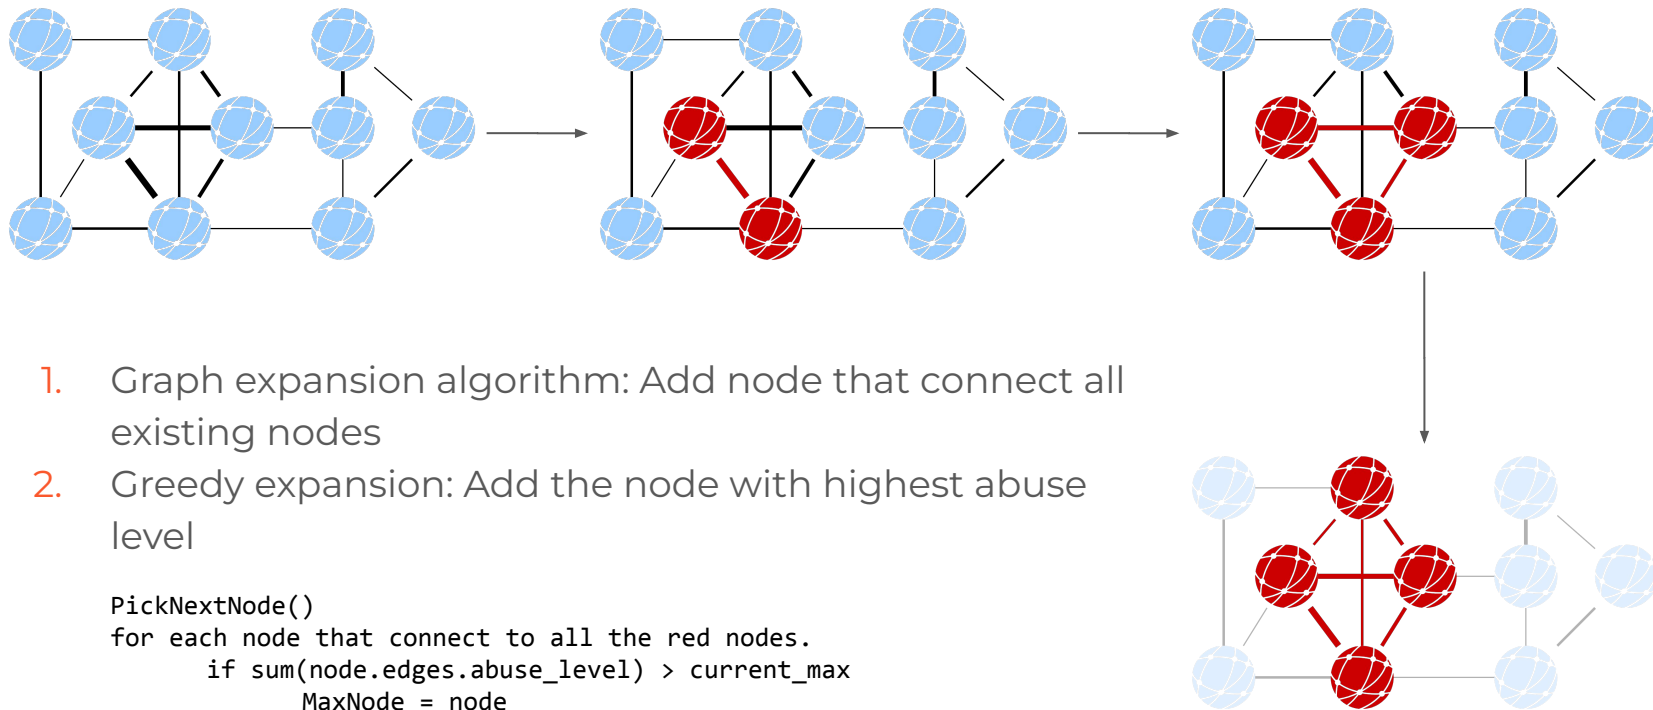 1. Graph expansion algorithm: Add node that connect all
existing nodes
2. Greedy expansion: Add the node with highest abuse
level
PickNextNode()
for each node that connect to all the red nodes.
if sum(node.edges.abuse_level) > current_max
MaxNode = node